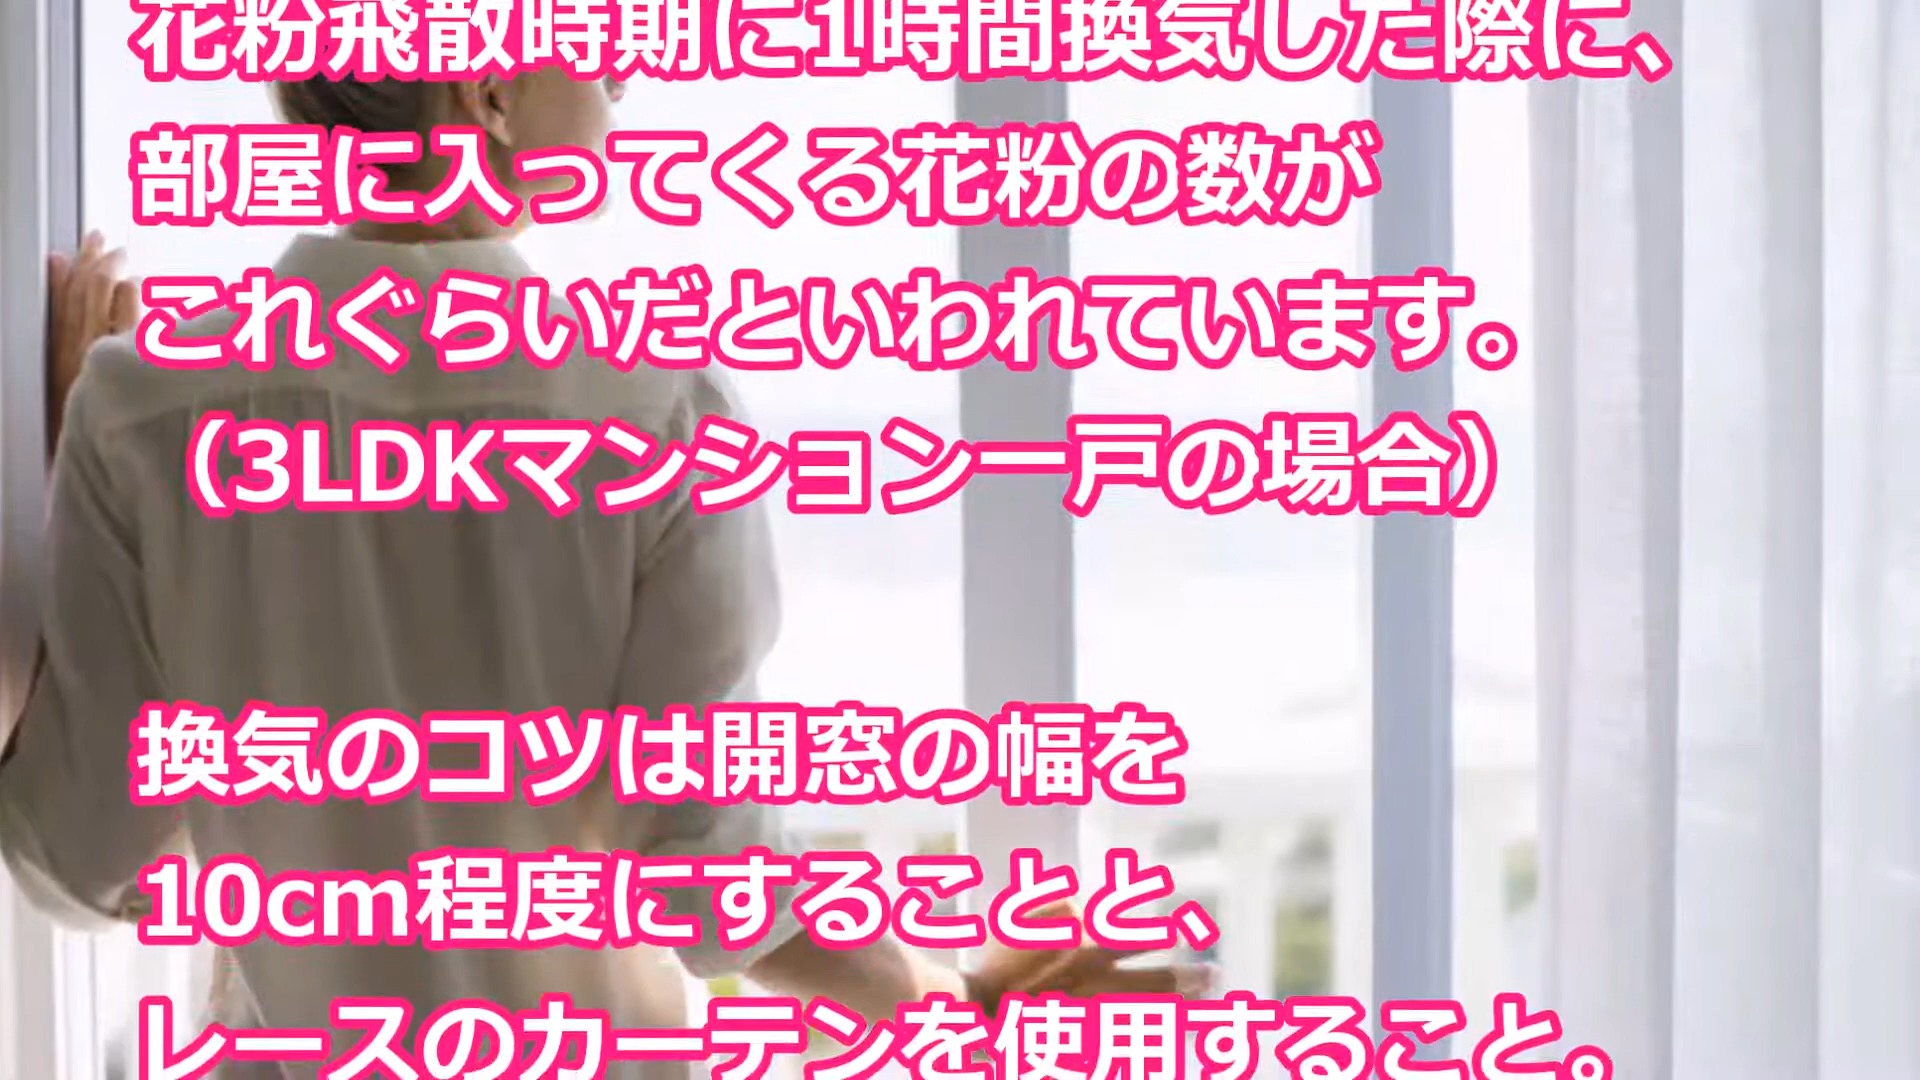 花粉飛散時期に1時間換気した際に、
部屋に入ってくる花粉の数が
これぐらいだといわれています。
（3LDKマンション一戸の場合）
換気のコツは開窓の幅を
10cm程度にすることと、
レースのカーテンを使用すること。